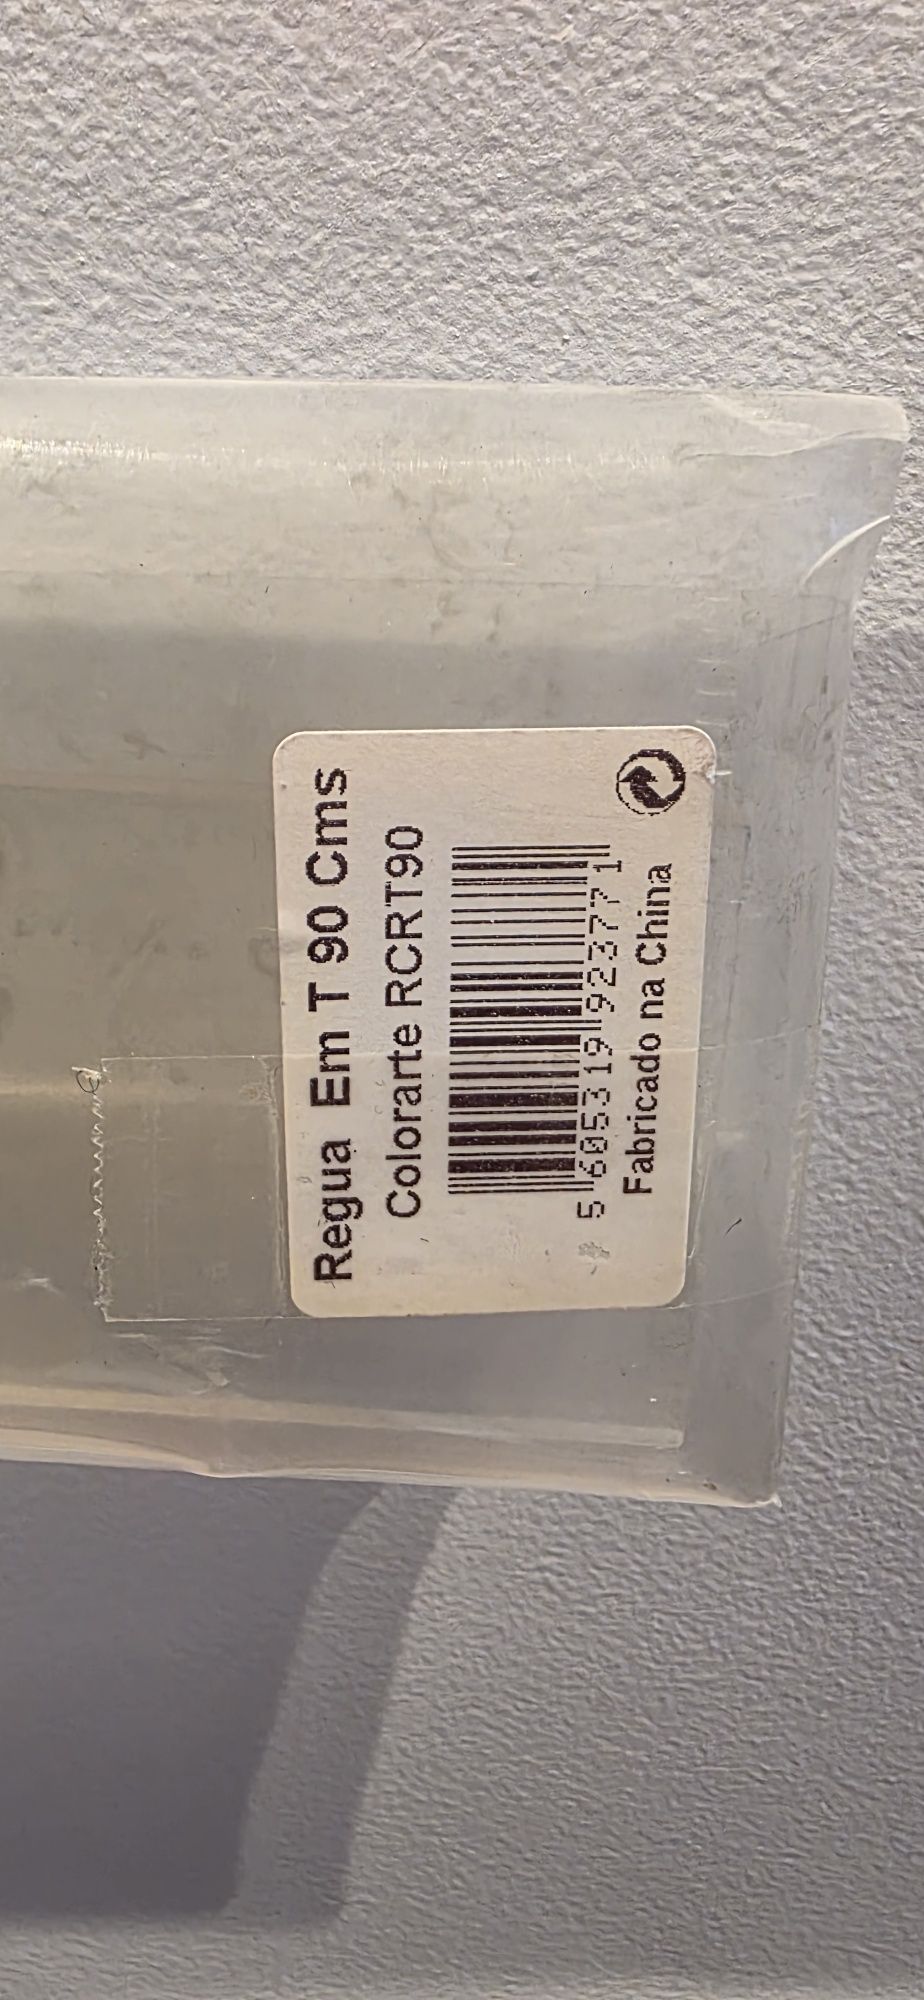 Regua Em T 90 Cms
Colorarte RCRT90
5 605319 923771
Fabricado na China